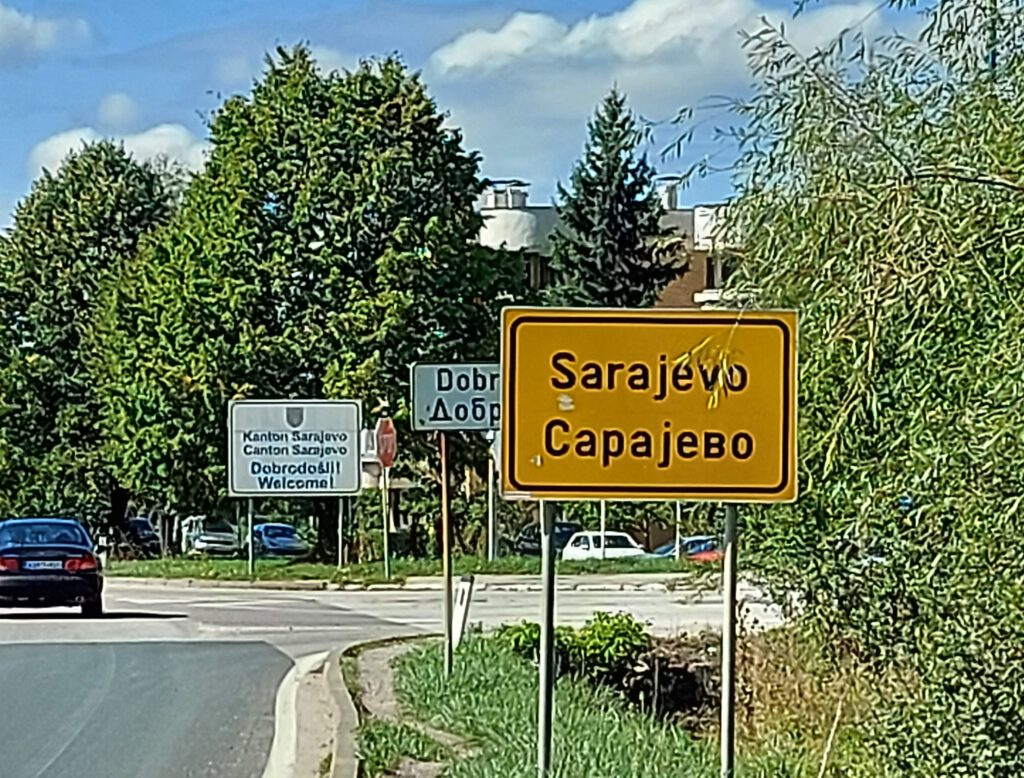 Kanton Sarajevo
Canton Sarajevo
Dobrodošli!
Welcome!
Dobr
Добр
Sarajevo
Сарајево